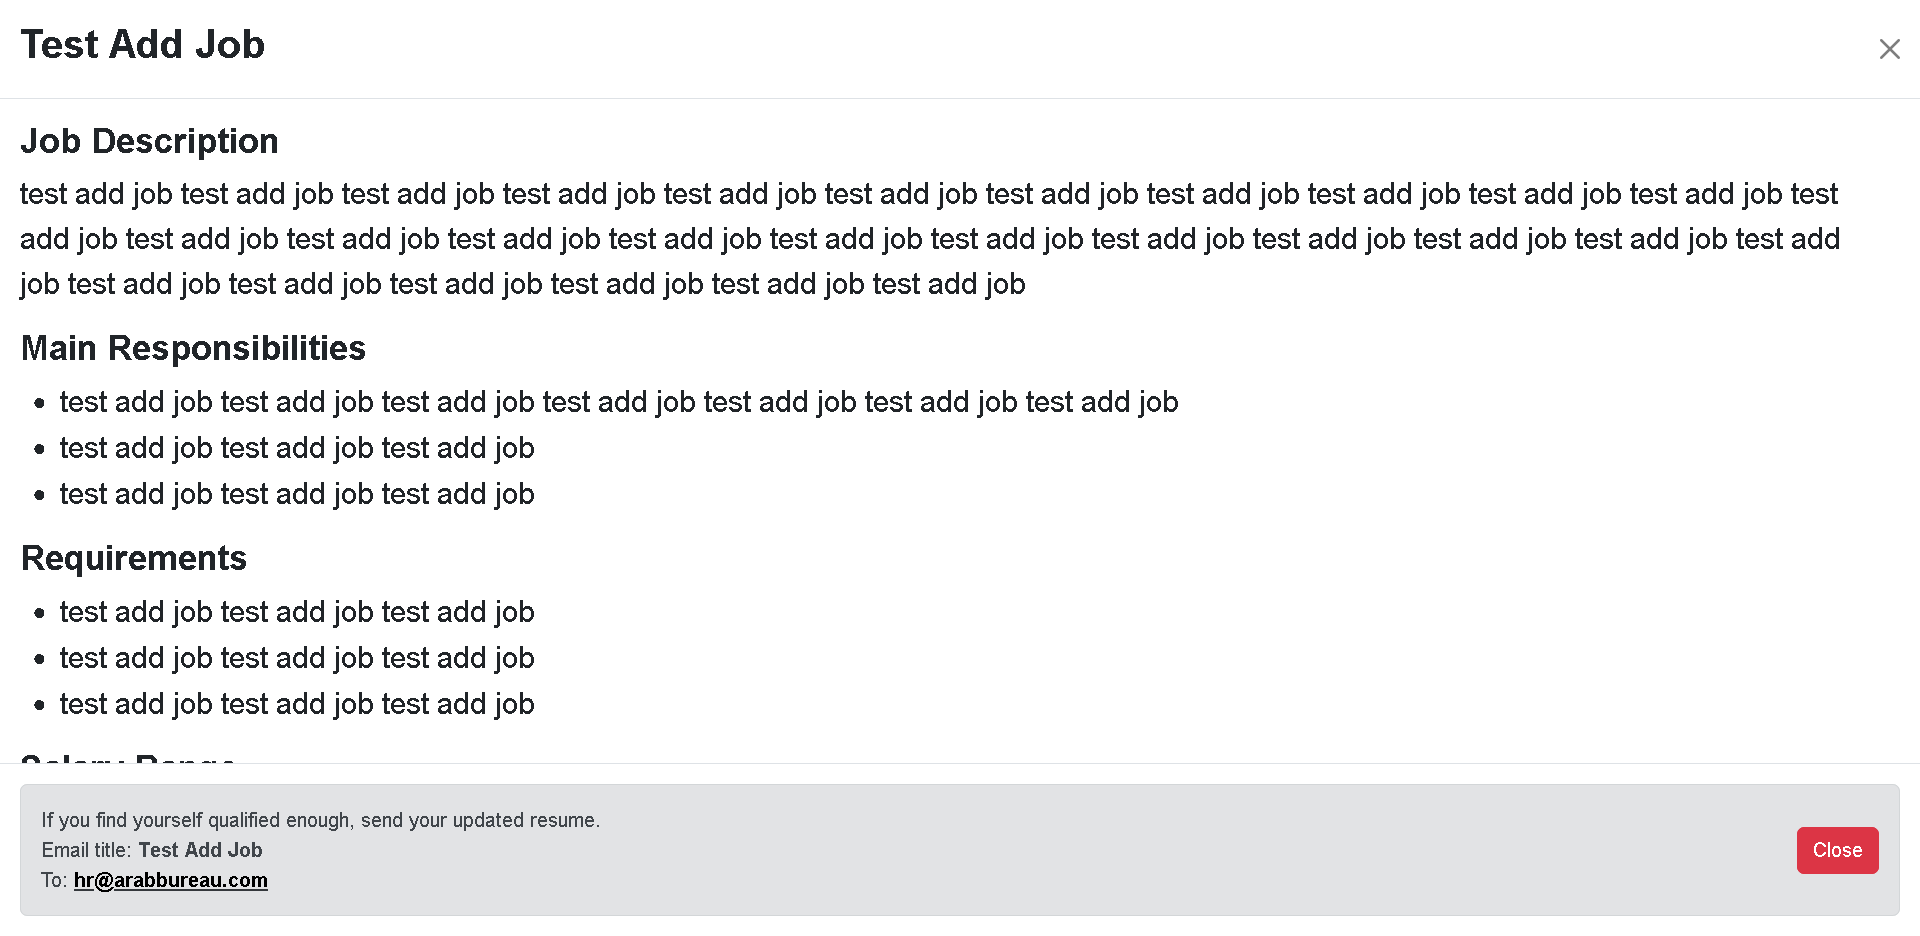 Test Add Job
Job Description
test add job test add job test add job test add job test add job test add job test add job test add job test add job test add job test add job test
add job test add job test add job test add job test add job test add job test add job test add job test add job test add job test add job test add
job test add job test add job test add job test add job test add job test add job
Main Responsibilities
• test add job test add job test add job test add job test add job test add job test add job
• test add job test add job test add job
• test add job test add job test add job
Requirements
• test add job test add job test add job
• test add job test add job test add job
• test add job test add job test add job
Salary Range
If you find yourself qualified enough, send your updated resume.
Email title: Test Add Job
To: hr@arabbureau.com
Close